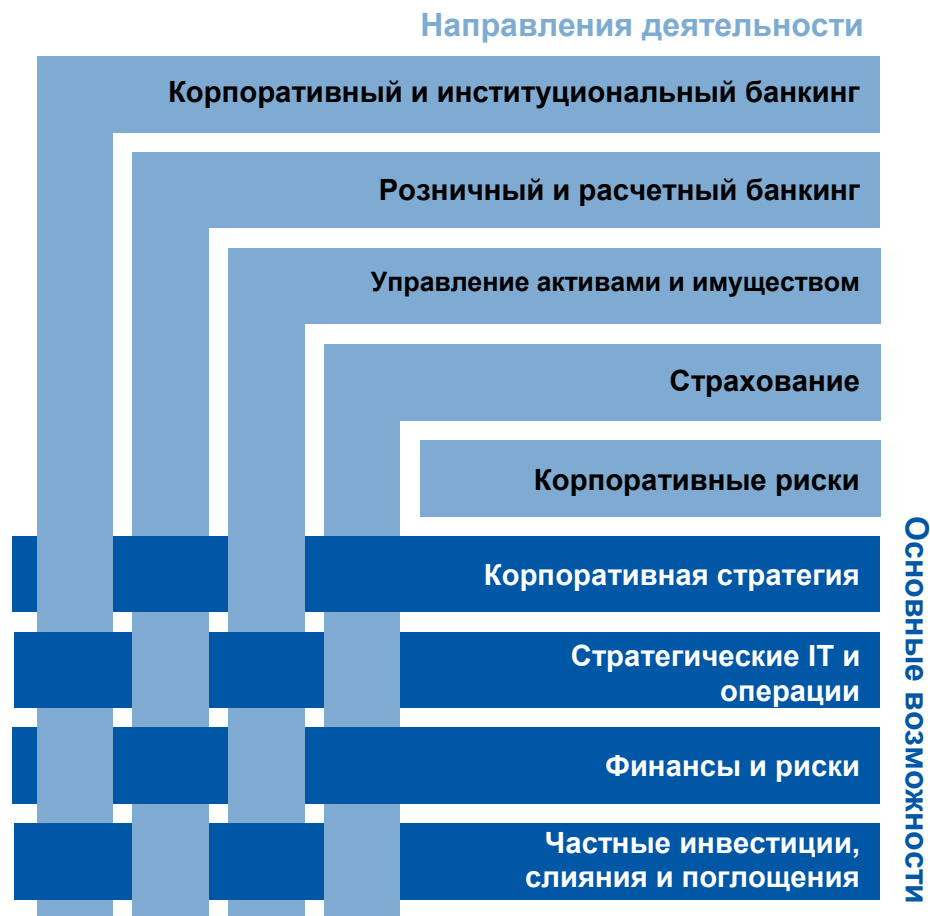 Направления деятельности
Корпоративный и институциональный банкинг
Розничный и расчетный банкинг
Управление активами и имуществом
Страхование
Корпоративные риски
Корпоративная стратегия
Стратегические IT и
операции
Финансы и риски
Частные инвестиции,
слияния и поглощения
Основные возможности